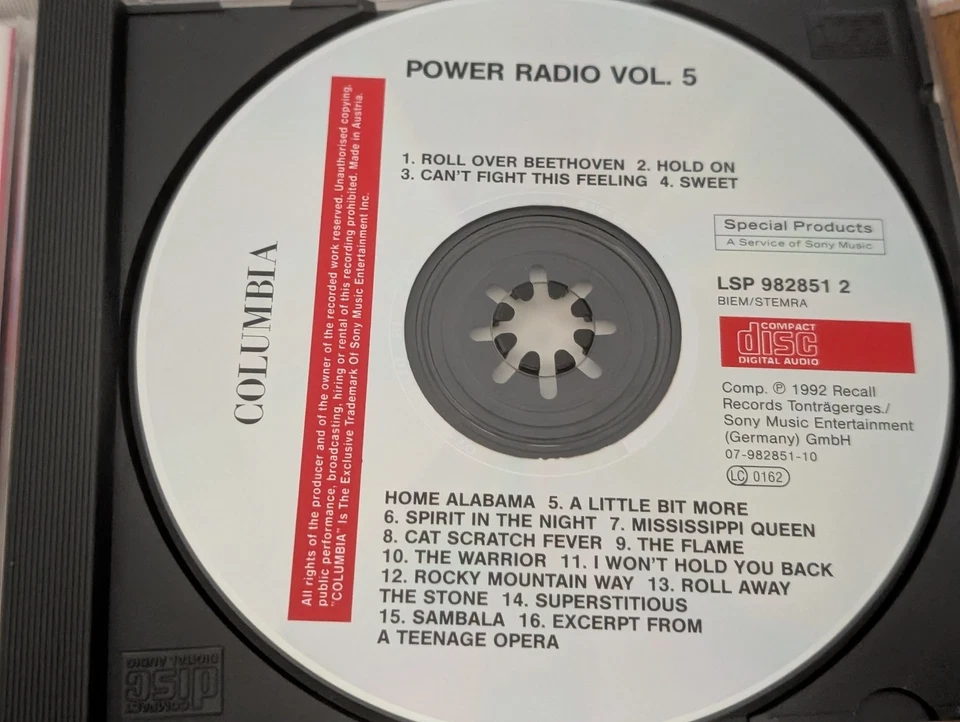 POWER RADIO VOL. 5
1. ROLL OVER BEETHOVEN 2. HOLD ON
3. CAN'T FIGHT THIS FEELING 4. SWEET
Special Products
A Service of Sony Music
LSP 982851 2
BIEM/STEMRA
COMPACT
disc
DIGITAL AUDIO
Comp. ℗ 1992 Recall
Records Tonträgerges./
Sony Music Entertainment
(Germany) GmbH
07-982851-10
LC 0162
COLUMBIA
All rights of the producer and of the owner of the recorded work reserved. Unauthorised copying,
public performance, broadcasting, hiring or rental of this recording prohibited. Made in Austria.
"COLUMBIA" Is The Exclusive Trademark Of Sony Music Entertainment Inc.
HOME ALABAMA 5. A LITTLE BIT MORE
6. SPIRIT IN THE NIGHT 7. MISSISSIPPI QUEEN
8. CAT SCRATCH FEVER 9. THE FLAME
10. THE WARRIOR 11. I WON'T HOLD YOU BACK
12. ROCKY MOUNTAIN WAY 13. ROLL AWAY
THE STONE 14. SUPERSTITIOUS
15. SAMBALA 16. EXCERPT FROM
A TEENAGE OPERA
COMPACT
disc
DIGITAL AUDIO